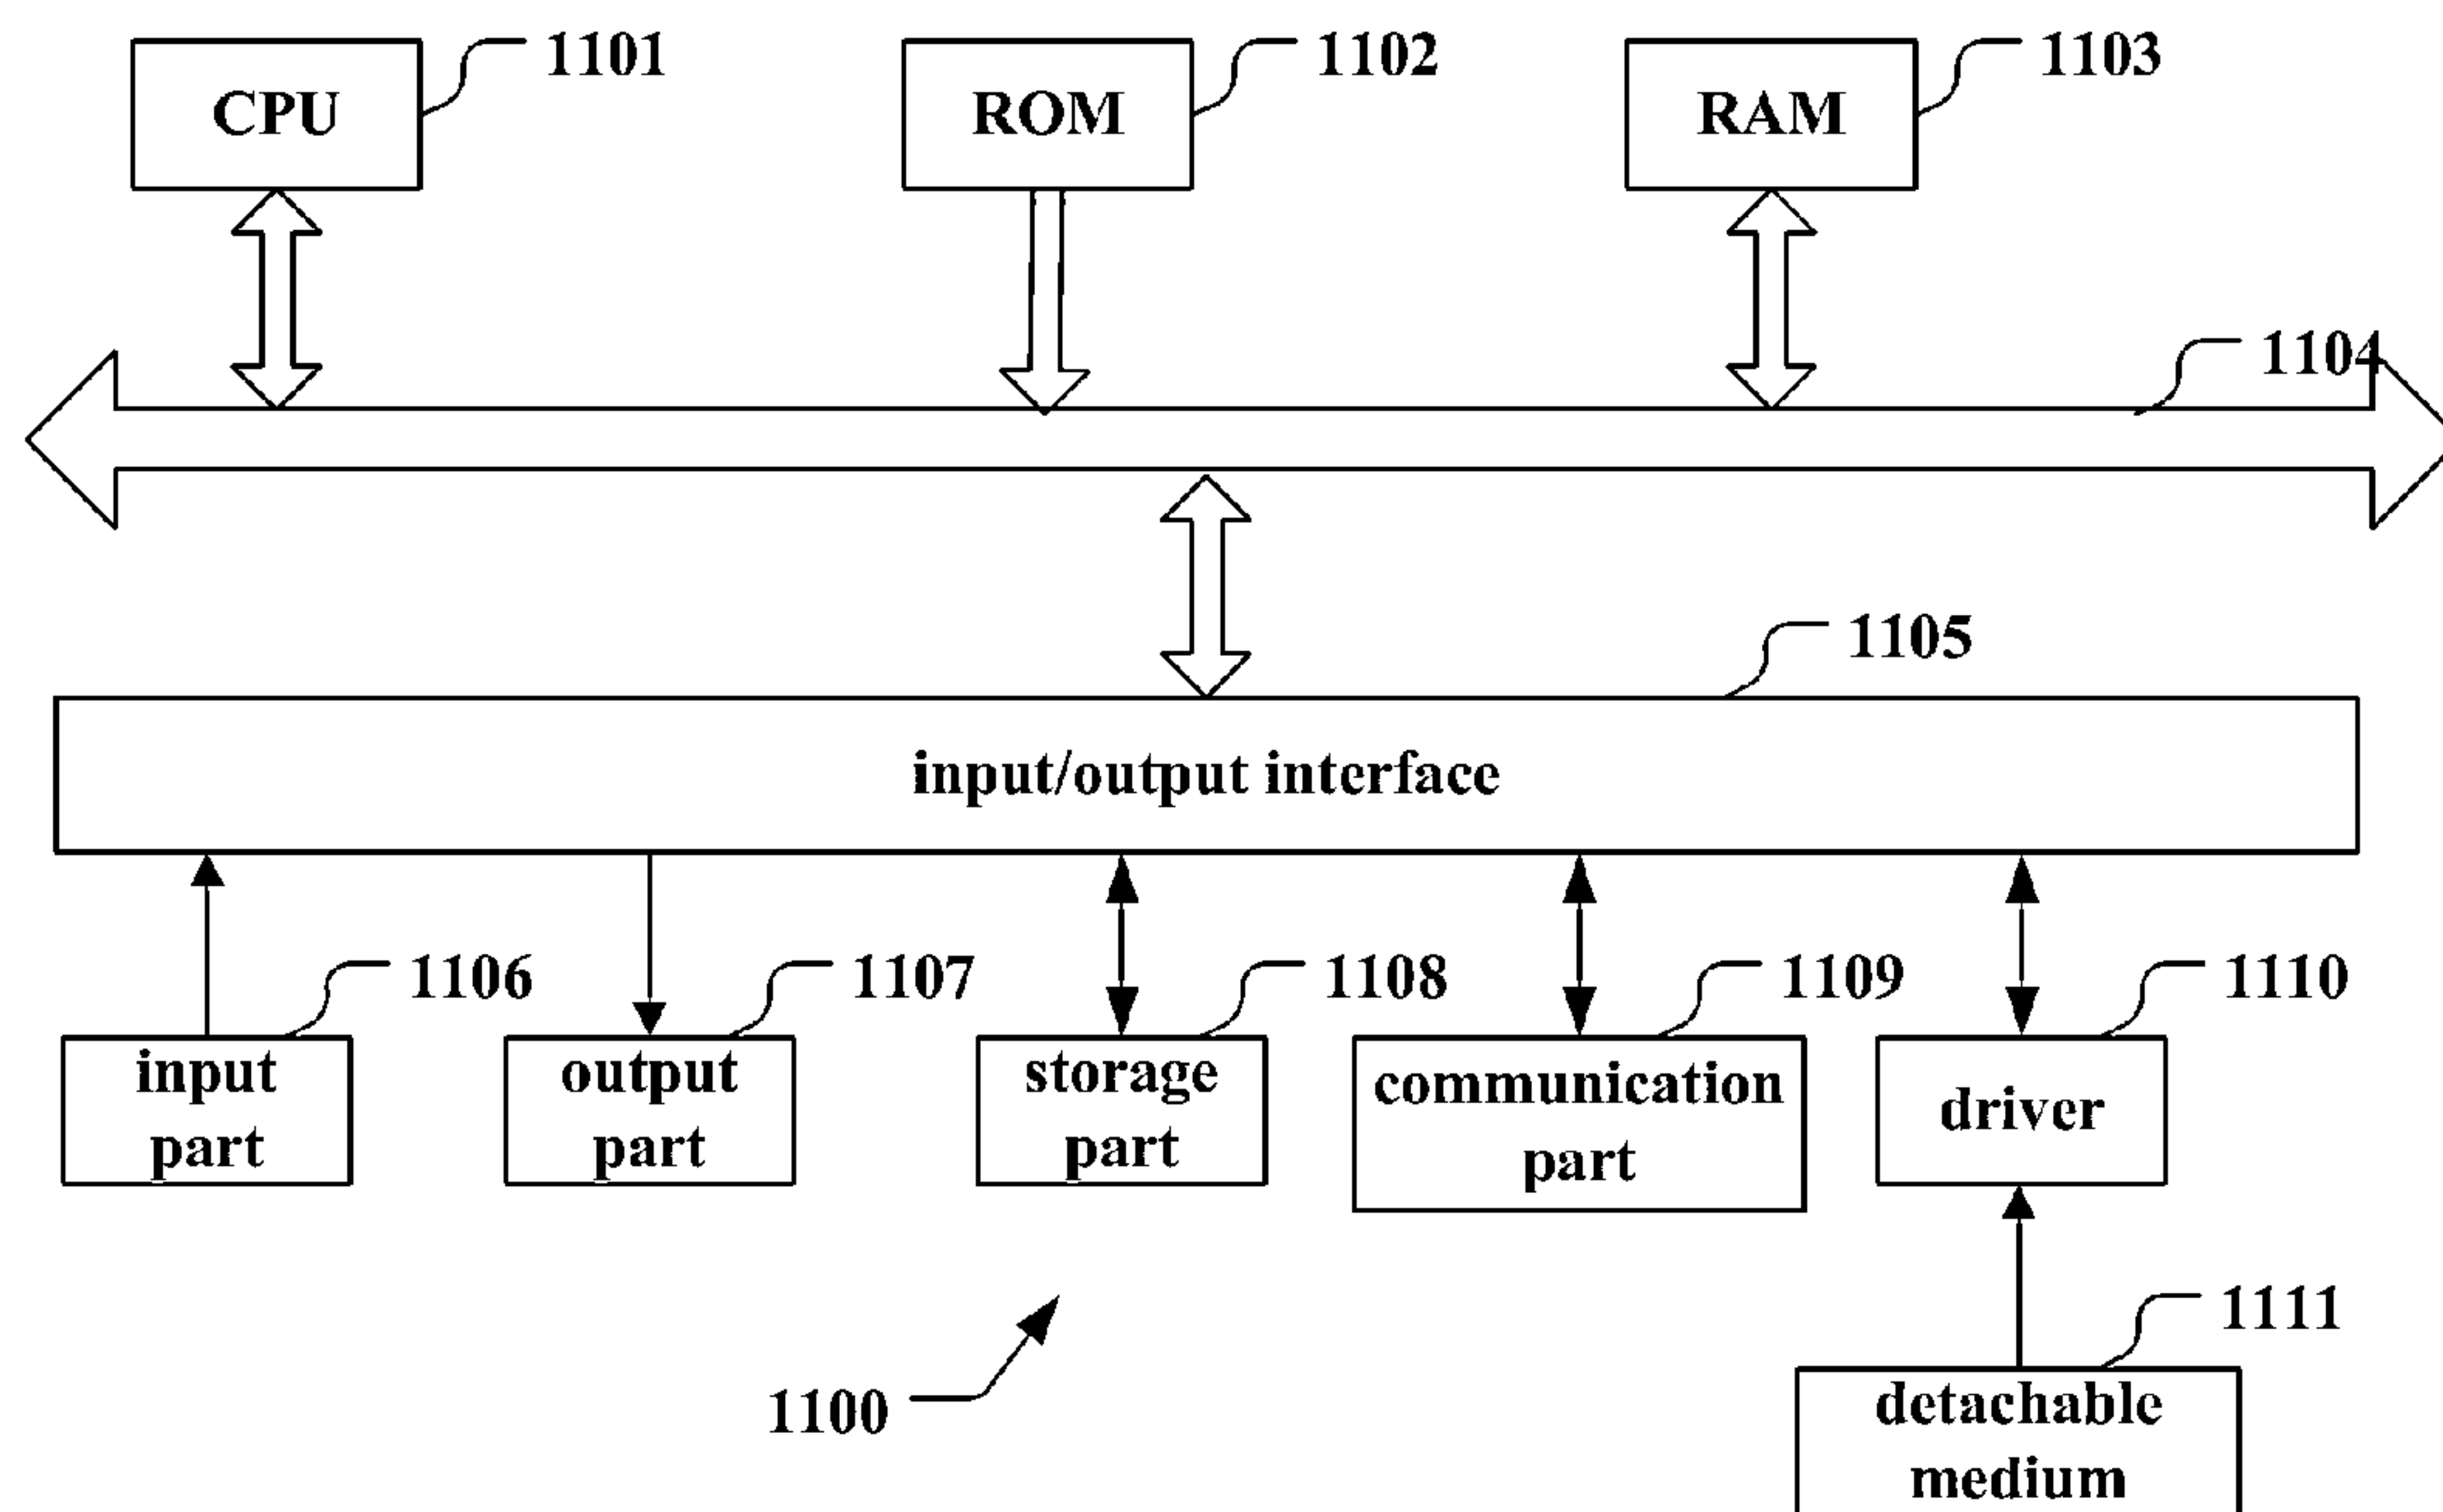 CPU 1101 ROM 1102 RAM 1103
1104
1105
input/output interface
1106 1107 1108 1109 1110
input part
output part
storage part
communication part
driver
1111
1100
detachable
medium